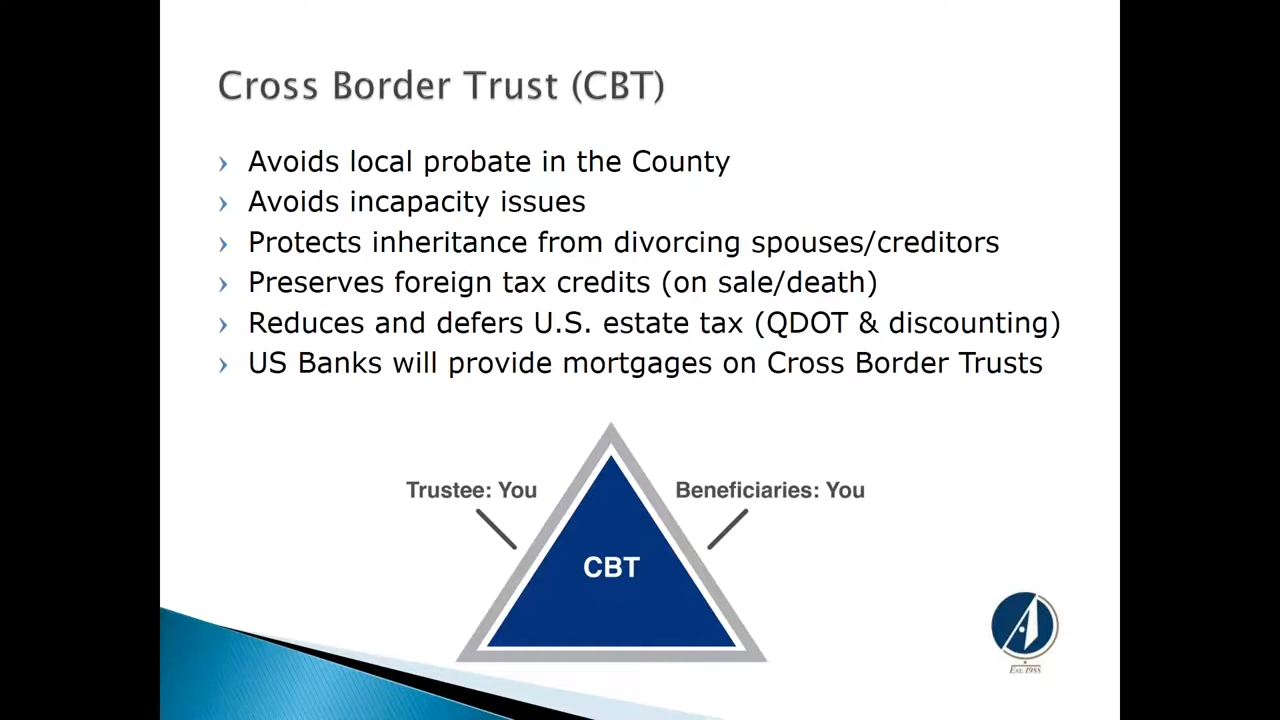 Cross Border Trust (CBT)
Avoids local probate in the County
Avoids incapacity issues
Protects inheritance from divorcing spouses/creditors
Preserves foreign tax credits (on sale/death)
Reduces and defers U.S. estate tax (QDOT & discounting)
US Banks will provide mortgages on Cross Border Trusts
Trustee: You
Beneficiaries: You
CBT
A
Est. 1988